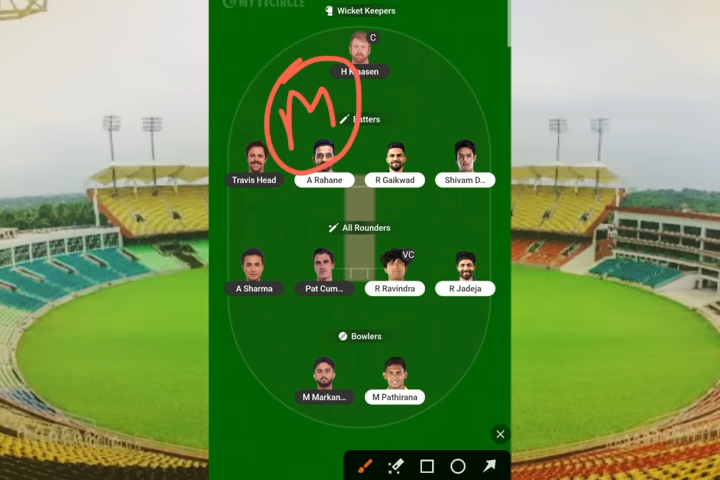 MY11CIRCLE
Wicket Keepers
C
H Klaasen
M
Batters
Travis Head
A Rahane
R Gaikwad
Shivam D...
All Rounders
VC
A Sharma
Pat Cum...
R Ravindra
R Jadeja
Bowlers
M Markan...
M Pathirana